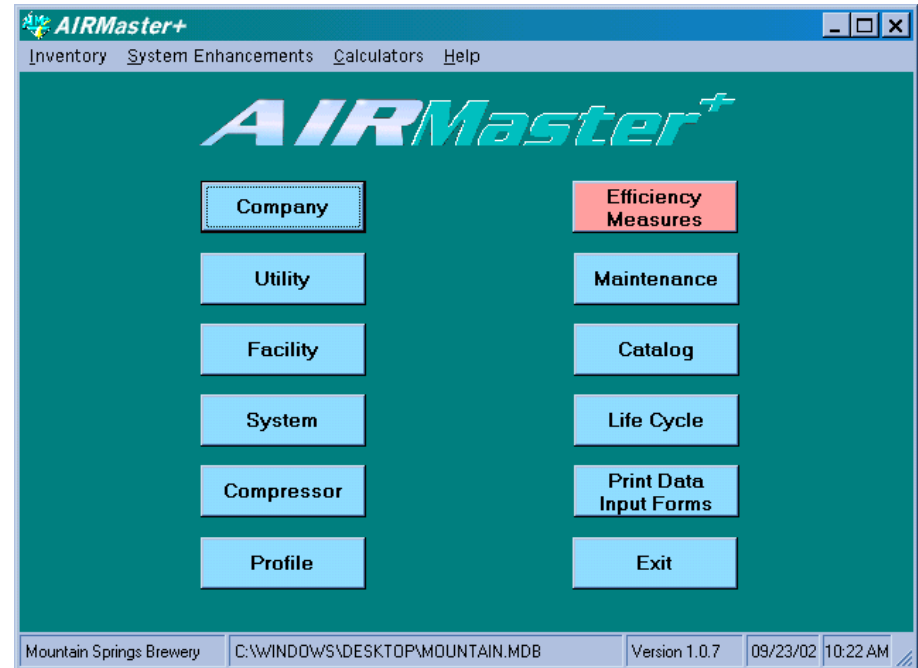 AIRMaster+
Inventory System Enhancements Calculators Help
AIRMaster+
Company
Efficiency
Measures
Utility
Maintenance
Facility
Catalog
System
Life Cycle
Compressor
Print Data
Input Forms
Profile
Exit
Mountain Springs Brewery C:\WINDOWS\DESKTOP\MOUNTAIN.MDB Version 1.0.7 09/23/02 10:22 AM